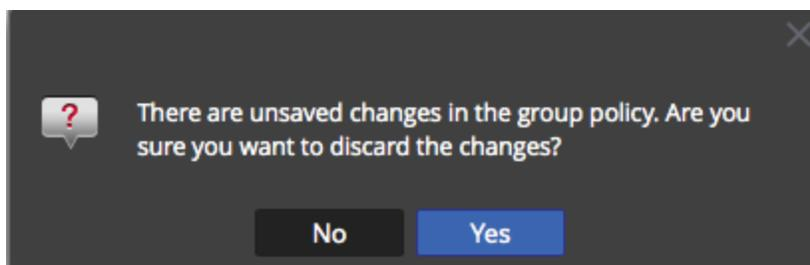 There are unsaved changes in the group policy. Are you
sure you want to discard the changes?
No
Yes